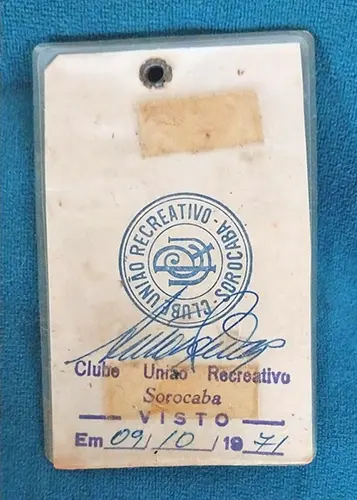 CLUBE UNIÃO RECREATIVO - SOROCABA -
Clube União Recreativo
Sorocaba
VISTO
Em 09 / 10 / 1971